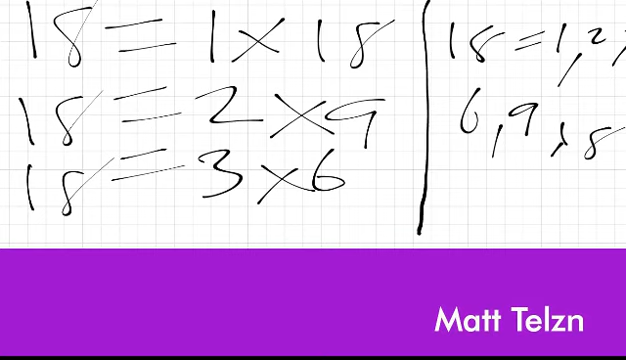 18 = 1 × 18
18 = 2 × 9
18 = 3 × 6
18 = 1, 2,
6, 9, 18
Matt Telzn